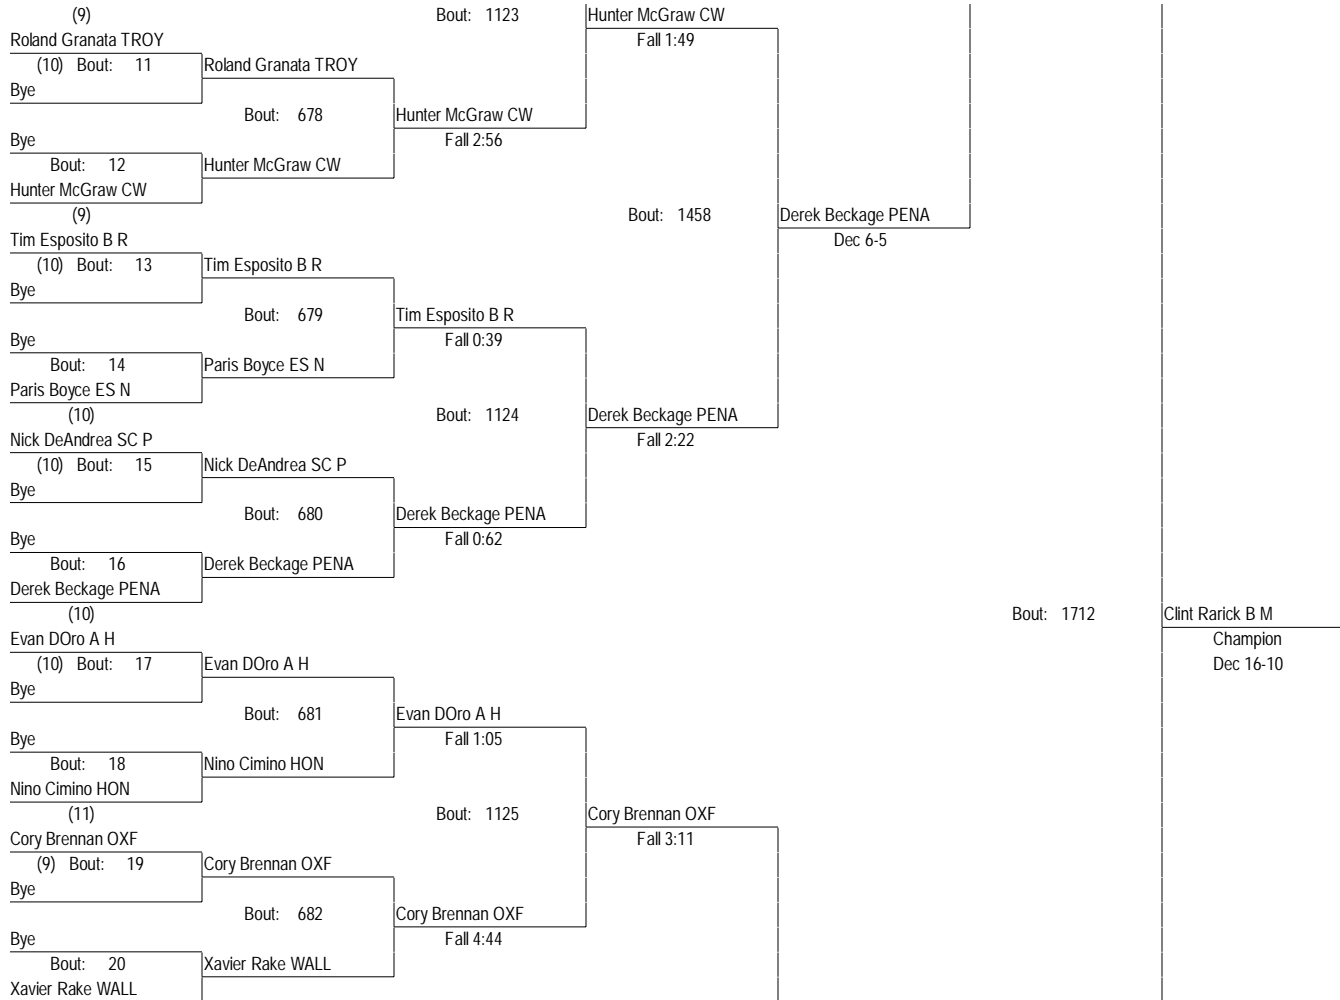 (9) Bout: 1123 Hunter McGraw CW
Roland Granata TROY Fall 1:49
(10) Bout: 11 Roland Granata TROY
Bye
Bout: 678 Hunter McGraw CW
Bye Fall 2:56
Bout: 12 Hunter McGraw CW
Hunter McGraw CW
(9) Bout: 1458 Derek Beckage PENA
Tim Esposito B R Dec 6-5
(10) Bout: 13 Tim Esposito B R
Bye
Bout: 679 Tim Esposito B R
Bye Fall 0:39
Bout: 14 Paris Boyce ES N
Paris Boyce ES N
(10) Bout: 1124 Derek Beckage PENA
Nick DeAndrea SC P Fall 2:22
(10) Bout: 15 Nick DeAndrea SC P
Bye
Bout: 680 Derek Beckage PENA
Bye Fall 0:62
Bout: 16 Derek Beckage PENA
Derek Beckage PENA
(10) Bout: 1712 Clint Rarick B M
Evan DOro A H Champion
(10) Bout: 17 Evan DOro A H Dec 16-10
Bye
Bout: 681 Evan DOro A H
Bye Fall 1:05
Bout: 18 Nino Cimino HON
Nino Cimino HON
(11) Bout: 1125 Cory Brennan OXF
Cory Brennan OXF Fall 3:11
(9) Bout: 19 Cory Brennan OXF
Bye
Bout: 682 Cory Brennan OXF
Bye Fall 4:44
Bout: 20 Xavier Rake WALL
Xavier Rake WALL